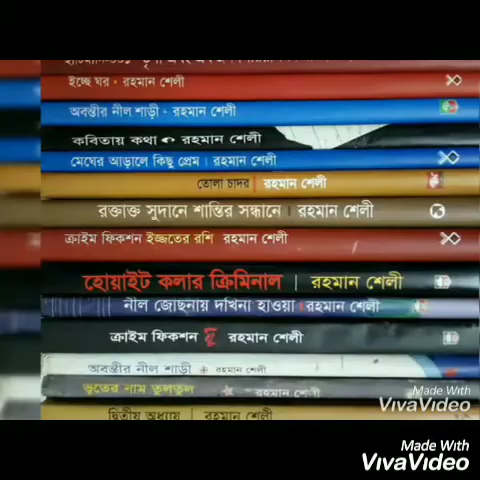 ইচ্ছে ঘর · রহমান শেলী
অবন্তীর নীল শাড়ী · রহমান শেলী
কবিতায় কথা রহমান শেলী
মেঘের আড়ালে কিছু প্রেম | রহমান শেলী
তোলা চাদর | রহমান শেলী
রক্তাক্ত সুদানে শান্তির সন্ধানে | রহমান শেলী
ক্রাইম ফিকশন ইজ্জতের রশি রহমান শেলী
হোয়াইট কলার ক্রিমিনাল | রহমান শেলী
নীল জোছনায় দখিনা হাওয়া । রহমান শেলী
ক্রাইম ফিকশন রহমান শেলী
অবন্তীর নীল শাড়ী রহমান শেলী
ভূতের নাম তুলতুল রহমান শেলী
দ্বিতীয় অধ্যায় | রহমান শেলী
Made With
VivaVideo
Made With
VivaVideo